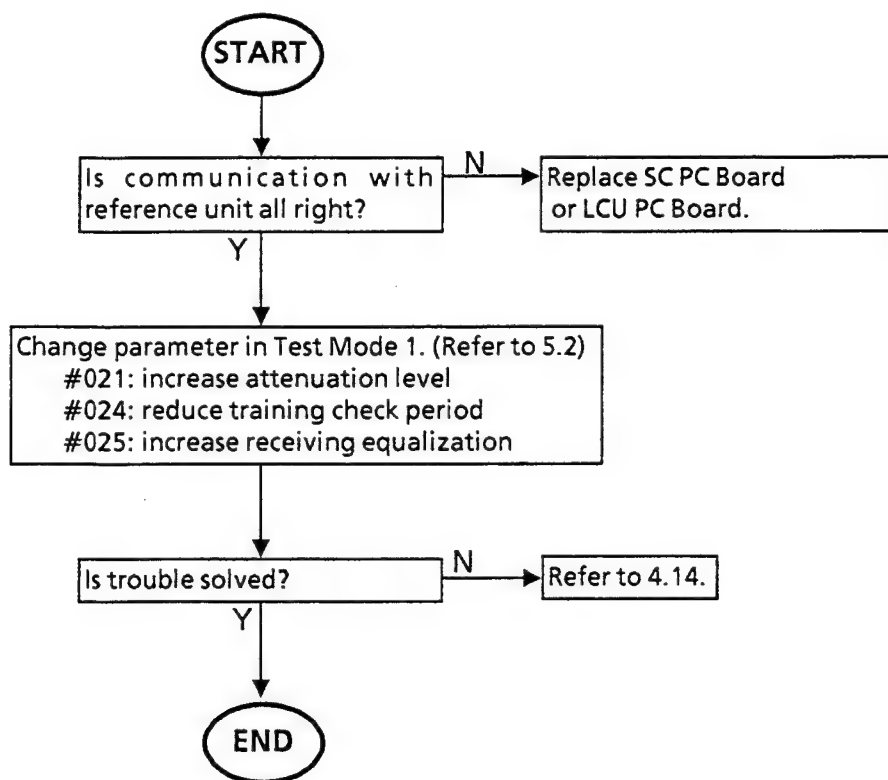 START
Is communication with
reference unit all right?
N
Replace SC PC Board
or LCU PC Board.
Y
Change parameter in Test Mode 1. (Refer to 5.2)
#021: increase attenuation level
#024: reduce training check period
#025: increase receiving equalization
Is trouble solved?
N
Refer to 4.14.
Y
END